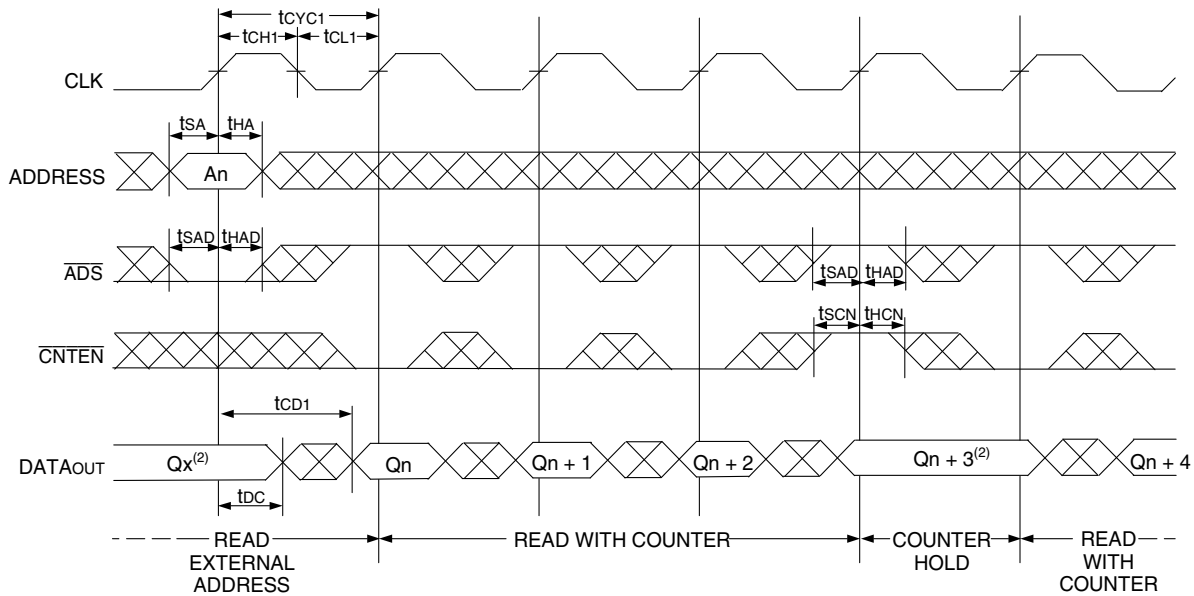 tCYC1
tCH1 tCL1
CLK
tSA tHA
ADDRESS An
tSAD tHAD
ADS
tSAD tHAD
tSCN tHCN
CNTEN
tCD1
DATAOUT Qx(2) Qn Qn + 1 Qn + 2 Qn + 3(2) Qn + 4
tDC
READ EXTERNAL ADDRESS
READ WITH COUNTER
COUNTER HOLD
READ WITH COUNTER